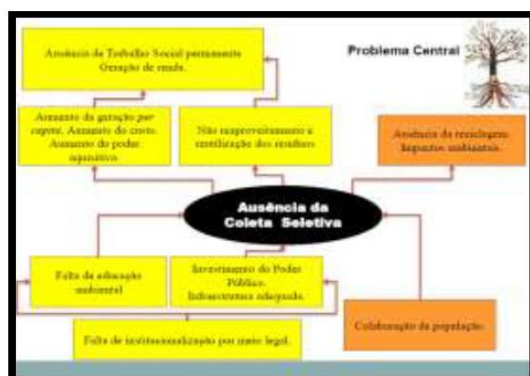 Ausência de Trabalho Social permanente
Geração de renda.
Problema Central
Aumento da geração per
capita. Aumento do custo.
Aumento do poder
aquisitivo
Não reaproveitamento e
reutilização dos resíduos
Ausência da reciclagem.
Impactos ambientais.
Ausência da
Coleta Seletiva
Falta de educação
ambiental
Investimento do Poder
Público.
Infraestrutura adequada.
Colaboração da população.
Falta de institucionalização por meio legal.